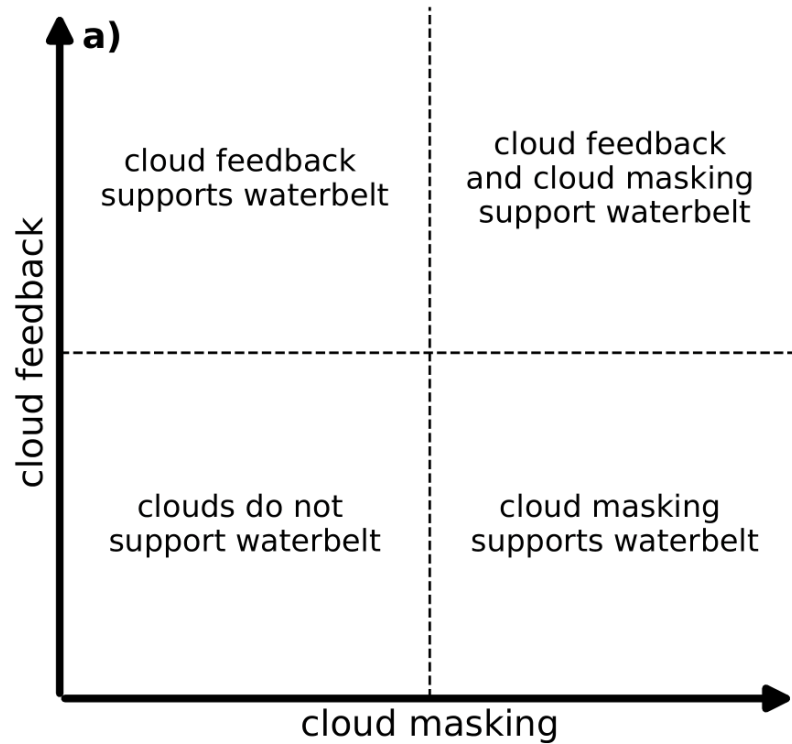 a)
cloud feedback
supports waterbelt
cloud feedback
and cloud masking
support waterbelt
cloud feedback
clouds do not
support waterbelt
cloud masking
supports waterbelt
cloud masking